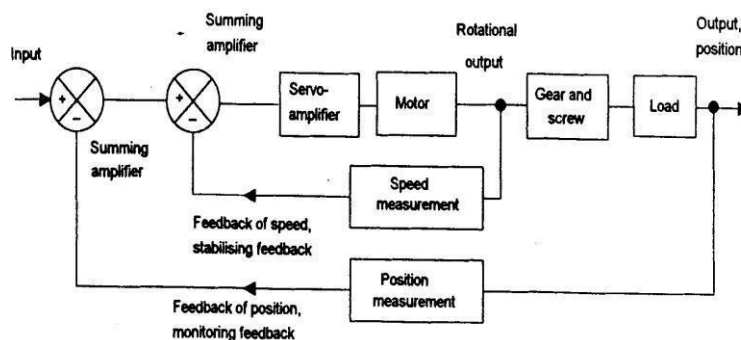 Summing
amplifier
Rotational
output
Output,
position
Input
+
−
+
−
Servo-
amplifier
Motor
Gear and
screw
Load
Summing
amplifier
Speed
measurement
Feedback of speed,
stabilising feedback
Position
measurement
Feedback of position,
monitoring feedback